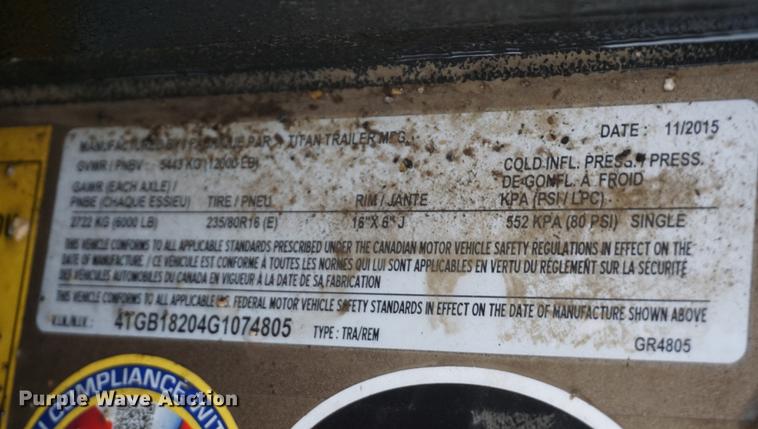 MANUFACTURED BY / FABRIQUE PAR : TITAN TRAILER MFG. DATE : 11/2015
GVWR / PNBV : 5443 KG (12000 LB) COLD INFL. PRESS. / PRESS.
GAWR (EACH AXLE) / DE GONFL. À FROID
PNBE (CHAQUE ESSIEU) TIRE / PNEU RIM / JANTE KPA (PSI / LPC)
2722 KG (6000 LB) 235/80R16 (E) 16"X 6" J 552 KPA (80 PSI) SINGLE
THIS VEHICLE CONFORMS TO ALL APPLICABLE STANDARDS PRESCRIBED UNDER THE CANADIAN MOTOR VEHICLE SAFETY REGULATIONS IN EFFECT ON THE
DATE OF MANUFACTURE / CE VÉHICULE EST CONFORME À TOUTES LES NORMES QUI LUI SONT APPLICABLES EN VERTU DU RÈGLEMENT SUR LA SÉCURITÉ
DES VÉHICULES AUTOMOBILES DU CANADA EN VIGUEUR À LA DATE DE SA FABRICATION
THIS VEHICLE CONFORMS TO ALL APPLICABLE U.S. FEDERAL MOTOR VEHICLE SAFETY STANDARDS IN EFFECT ON THE DATE OF MANUFACTURE SHOWN ABOVE
V.I.N./N.I.V. : 4TGB18204G1074805 TYPE : TRA/REM GR4805
COMPLIANCE WITH
Purple Wave Auction